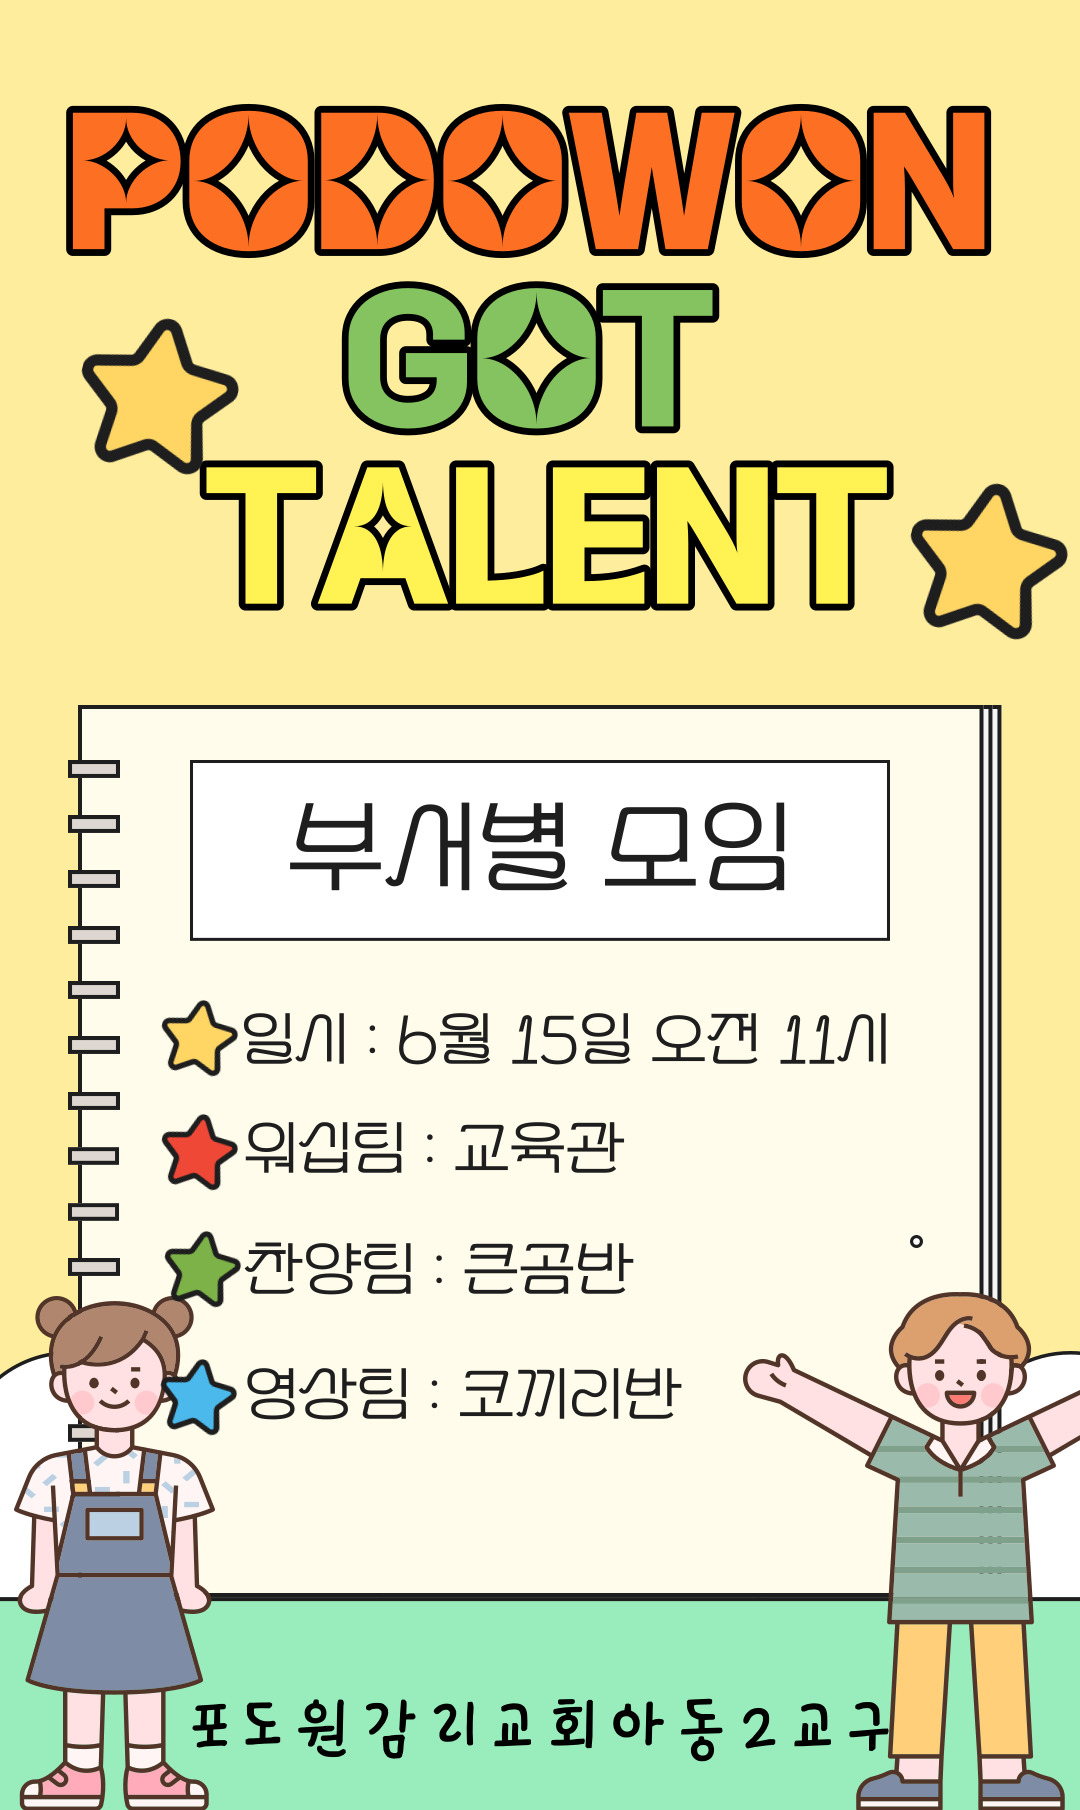 PODOWON
GOT
TALENT
부서별 모임
일시 : 6월 15일 오전 11시
워십팀 : 교육관
찬양팀 : 큰곰반
영상팀 : 코끼리반
포도원감리교회아동2교구